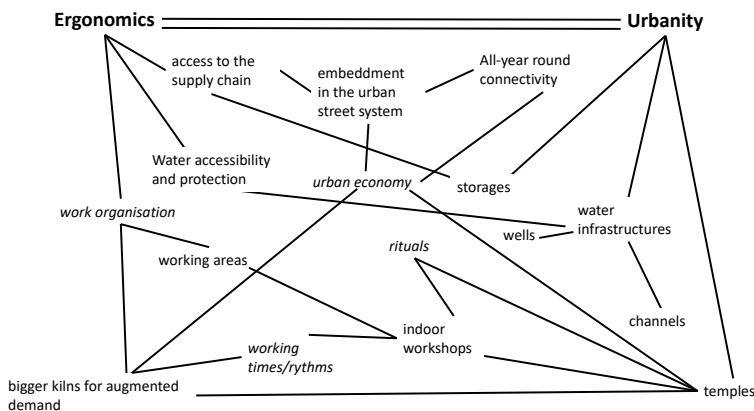 Ergonomics
Urbanity
access to the
supply chain
embeddment
in the urban
street system
All-year round
connectivity
Water accessibility
and protection
urban economy
storages
work organisation
wells
water
infrastructures
rituals
working areas
channels
indoor
workshops
working
times/rythms
bigger kilns for augmented
demand
temples